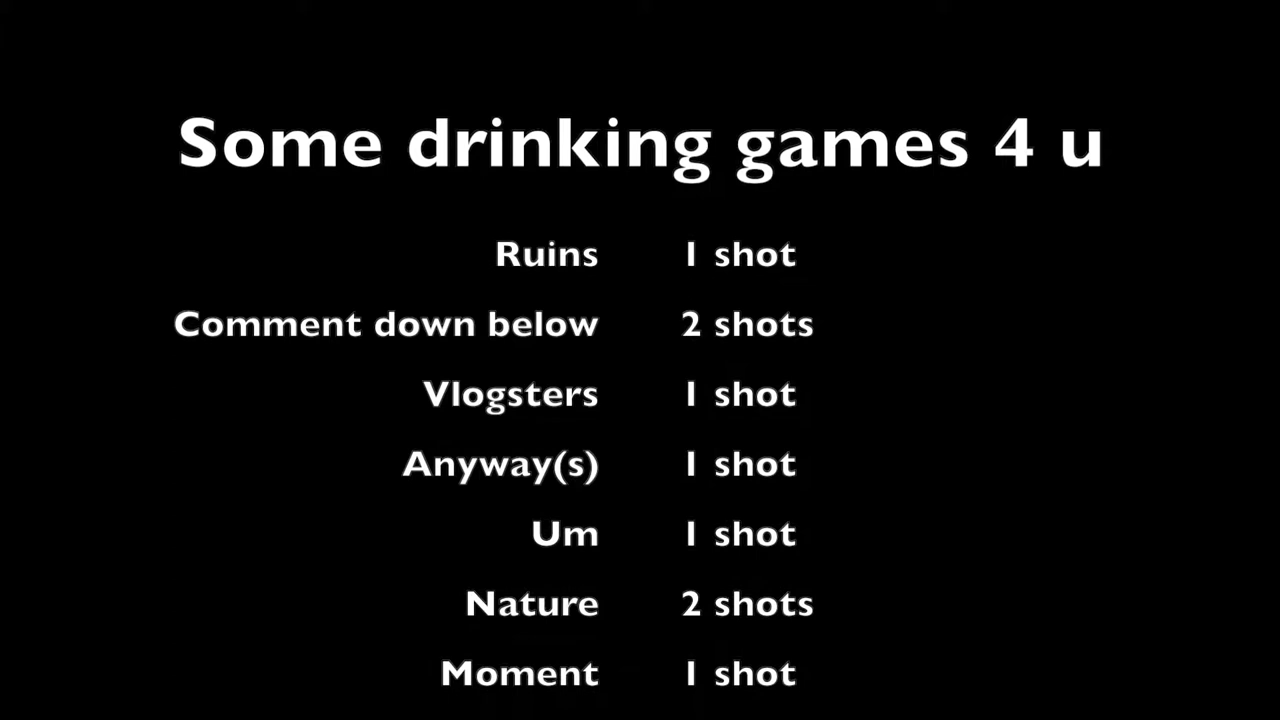 Some drinking games 4 u
Ruins 1 shot
Comment down below 2 shots
Vlogsters 1 shot
Anyway(s) 1 shot
Um 1 shot
Nature 2 shots
Moment 1 shot